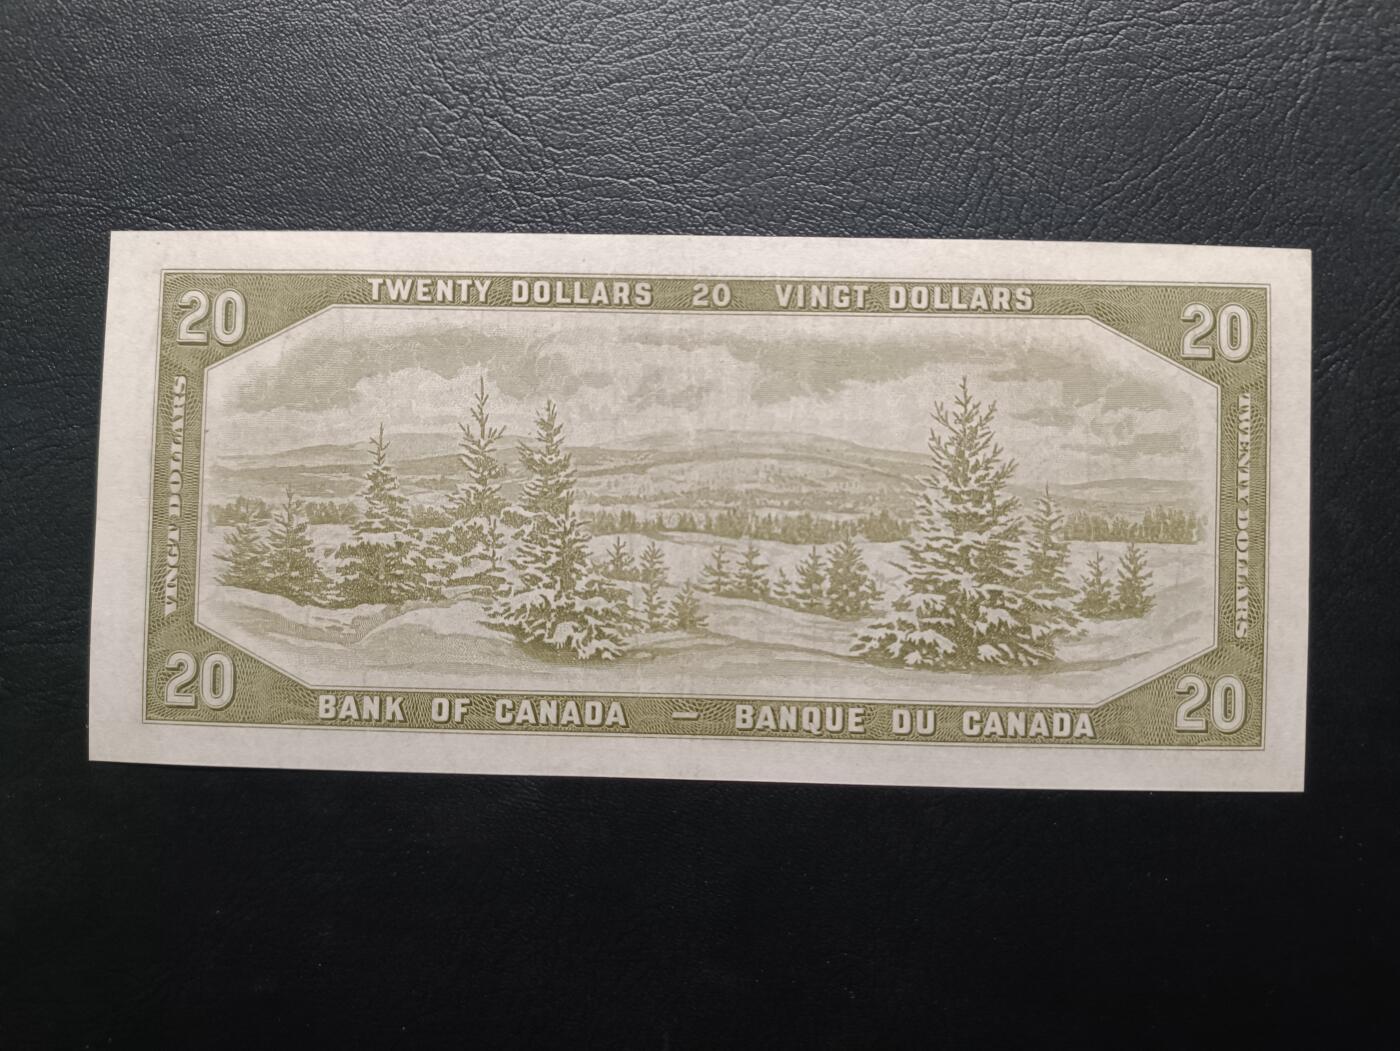 TWENTY DOLLARS 20 VINGT DOLLARS
20
20
VINGT DOLLARS
TWENTY DOLLARS
20
20
BANK OF CANADA — BANQUE DU CANADA